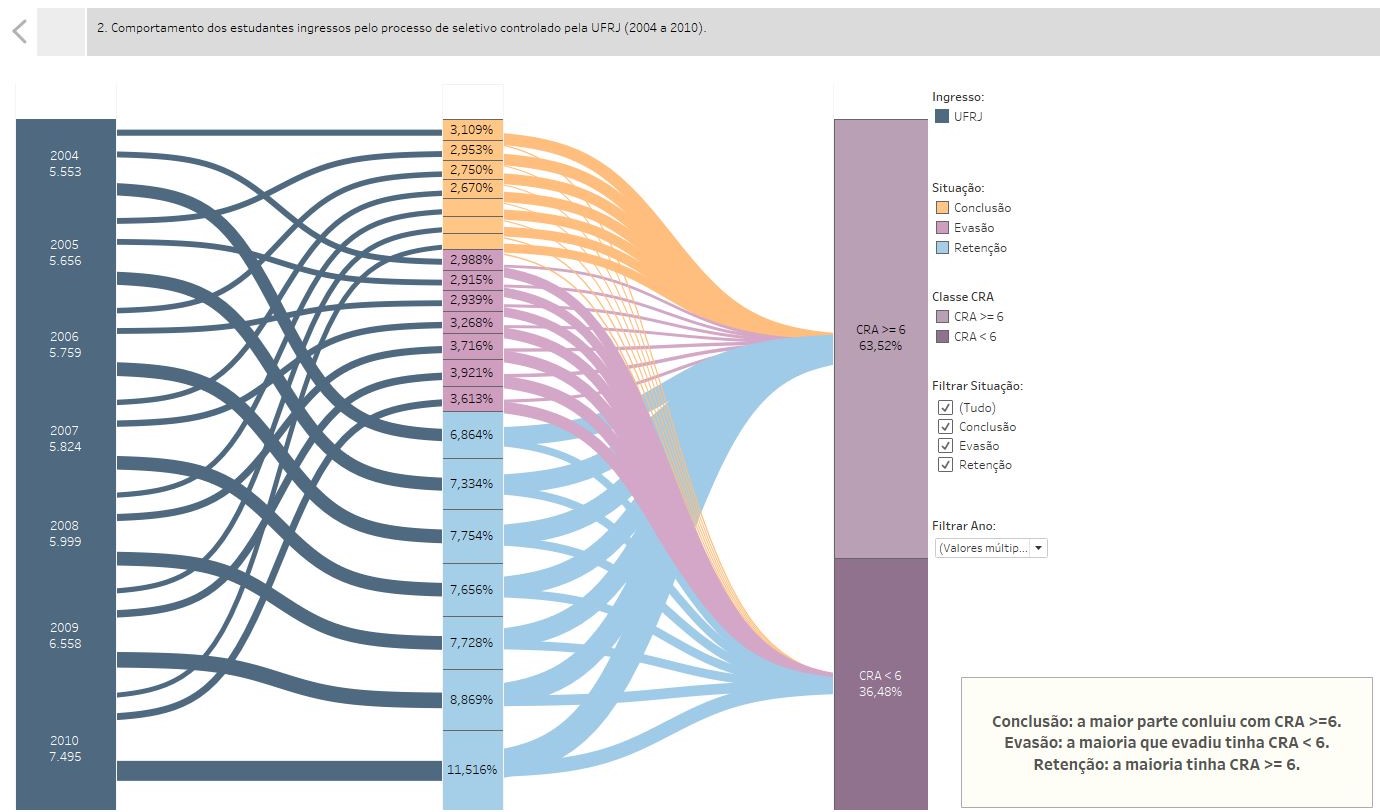 2. Comportamento dos estudantes ingressos pelo processo de seletivo controlado pela UFRJ (2004 a 2010).
2004
5.553
2005
5.656
2006
5.759
2007
5.824
2008
5.999
2009
6.558
2010
7.495
3,109%
2,953%
2,750%
2,670%
2,988%
2,915%
2,939%
3,268%
3,716%
3,921%
3,613%
6,864%
7,334%
7,754%
7,656%
7,728%
8,869%
11,516%
CRA >= 6
63,52%
CRA < 6
36,48%
Ingresso:
UFRJ
Situação:
Conclusão
Evasão
Retenção
Classe CRA
CRA >= 6
CRA < 6
Filtrar Situação:
(Tudo)
Conclusão
Evasão
Retenção
Filtrar Ano:
(Valores múltip...
Conclusão: a maior parte conluiu com CRA >=6.
Evasão: a maioria que evadiu tinha CRA < 6.
Retenção: a maioria tinha CRA >= 6.